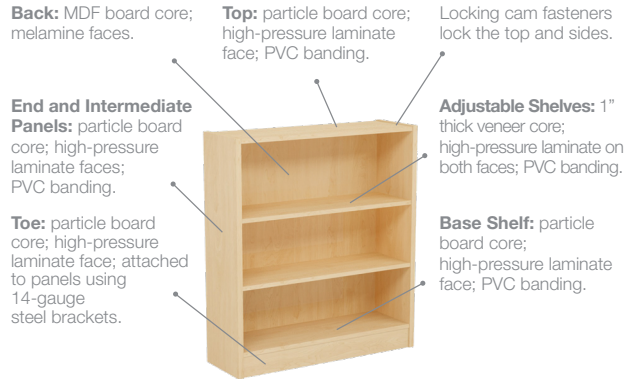 Back: MDF board core;
melamine faces.
Top: particle board core;
high-pressure laminate
face; PVC banding.
Locking cam fasteners
lock the top and sides.
End and Intermediate
Panels: particle board
core; high-pressure
laminate faces;
PVC banding.
Adjustable Shelves: 1”
thick veneer core;
high-pressure laminate on
both faces; PVC banding.
Toe: particle board
core; high-pressure
laminate face; attached
to panels using
14-gauge
steel brackets.
Base Shelf: particle
board core;
high-pressure laminate
face; PVC banding.